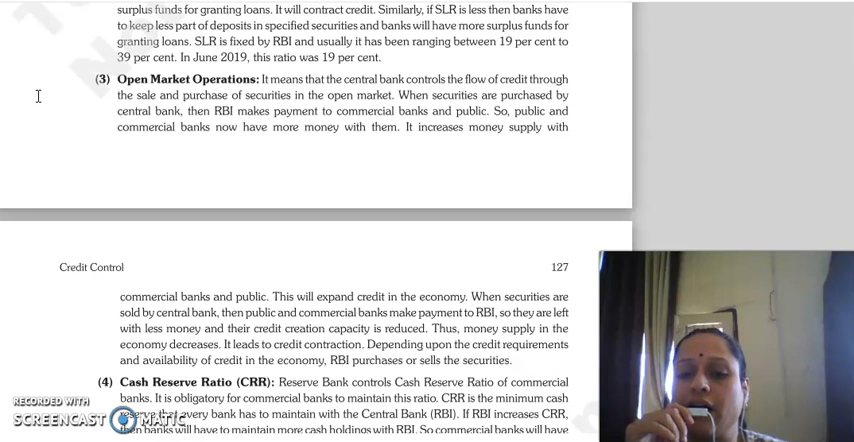 surplus funds for granting loans. It will contract credit. Similarly, if SLR is less then banks have
to keep less part of deposits in specified securities and banks will have more surplus funds for
granting loans. SLR is fixed by RBI and usually it has been ranging between 19 per cent to
39 per cent. In June 2019, this ratio was 19 per cent.
(3) Open Market Operations: It means that the central bank controls the flow of credit through
the sale and purchase of securities in the open market. When securities are purchased by
central bank, then RBI makes payment to commercial banks and public. So, public and
commercial banks now have more money with them. It increases money supply with
Credit Control 127
commercial banks and public. This will expand credit in the economy. When securities are
sold by central bank, then public and commercial banks make payment to RBI, so they are left
with less money and their credit creation capacity is reduced. Thus, money supply in the
economy decreases. It leads to credit contraction. Depending upon the credit requirements
and availability of credit in the economy, RBI purchases or sells the securities.
(4) Cash Reserve Ratio (CRR): Reserve Bank controls Cash Reserve Ratio of commercial
banks. It is obligatory for commercial banks to maintain this ratio. CRR is the minimum cash
reserve that every bank has to maintain with the Central Bank (RBI). If RBI increases CRR,
then banks will have to maintain more cash holdings with RBI. So commercial banks will have
RECORDED WITH
SCREENCAST MATIC